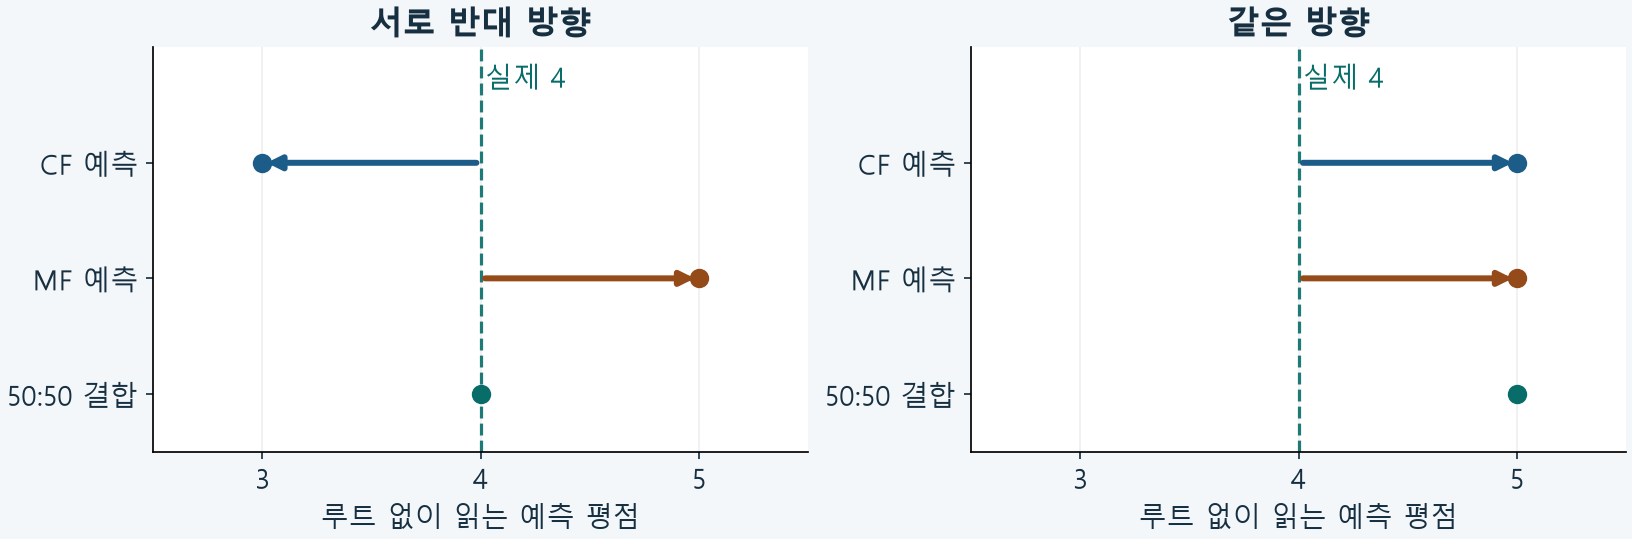 서로 반대 방향
실제 4
CF 예측
MF 예측
50:50 결합
3 4 5
루트 없이 읽는 예측 평점
같은 방향
실제 4
CF 예측
MF 예측
50:50 결합
3 4 5
루트 없이 읽는 예측 평점